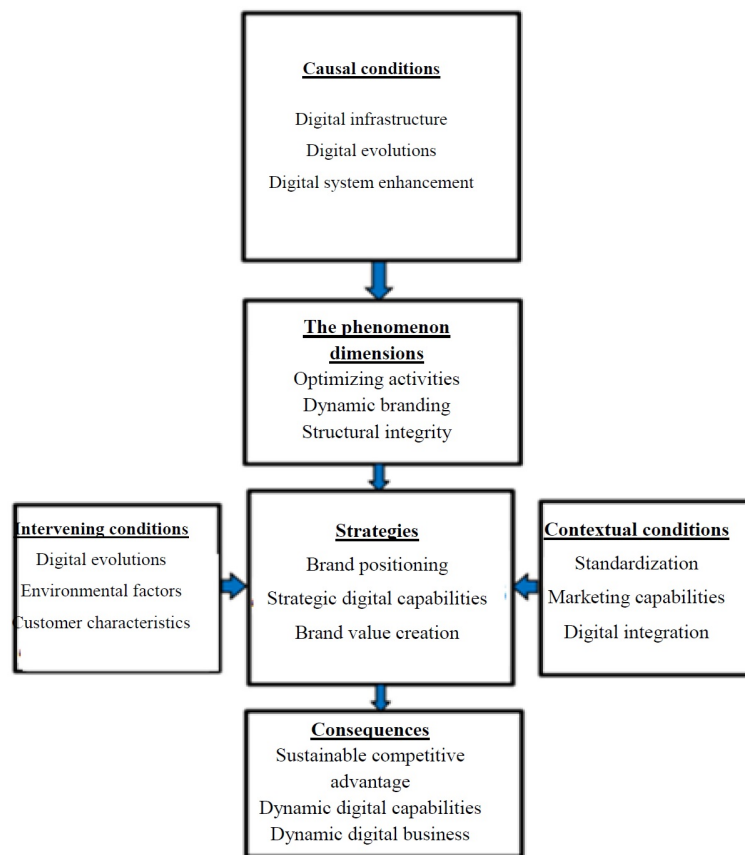 Causal conditions
Digital infrastructure
Digital evolutions
Digital system enhancement
The phenomenon
dimensions
Optimizing activities
Dynamic branding
Structural integrity
Intervening conditions
Digital evolutions
Environmental factors
Customer characteristics
Strategies
Brand positioning
Strategic digital capabilities
Brand value creation
Contextual conditions
Standardization
Marketing capabilities
Digital integration
Consequences
Sustainable competitive
advantage
Dynamic digital capabilities
Dynamic digital business